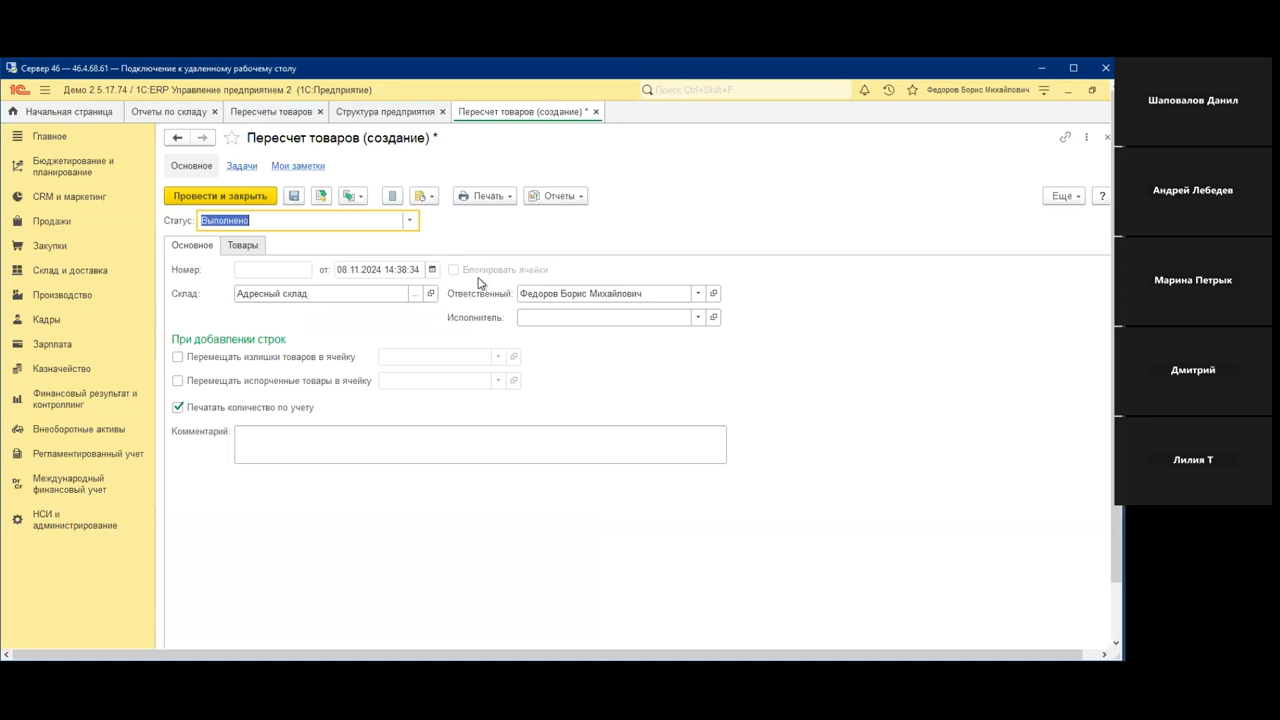 Сервер 46 — 46.4.68.61 — Подключение к удаленному рабочему столу
Демо 2.5.17.74 / 1С:ERP Управление предприятием 2 (1С:Предприятие)
Поиск Ctrl+Shift+F
Федоров Борис Михайлович
Начальная страница
Отчеты по складу
Пересчеты товаров
Структура предприятия
Пересчет товаров (создание) *
Главное
Бюджетирование и
планирование
CRM и маркетинг
Продажи
Закупки
Склад и доставка
Производство
Кадры
Зарплата
Казначейство
Финансовый результат и
контроллинг
Внеоборотные активы
Регламентированный учет
Международный
финансовый учет
НСИ и
администрирование
Пересчет товаров (создание) *
Основное
Задачи
Мои заметки
Провести и закрыть
Печать
Отчеты
Еще
?
Статус:
Выполнено
Основное
Товары
Номер:
от:
08.11.2024 14:38:34
Блокировать ячейки
Склад:
Адресный склад
Ответственный:
Федоров Борис Михайлович
Исполнитель:
При добавлении строк
Перемещать излишки товаров в ячейку
Перемещать испорченные товары в ячейку
Печатать количество по учету
Комментарий:
Шаповалов Данил
Андрей Лебедев
Марина Петрык
Дмитрий
Лилия Т